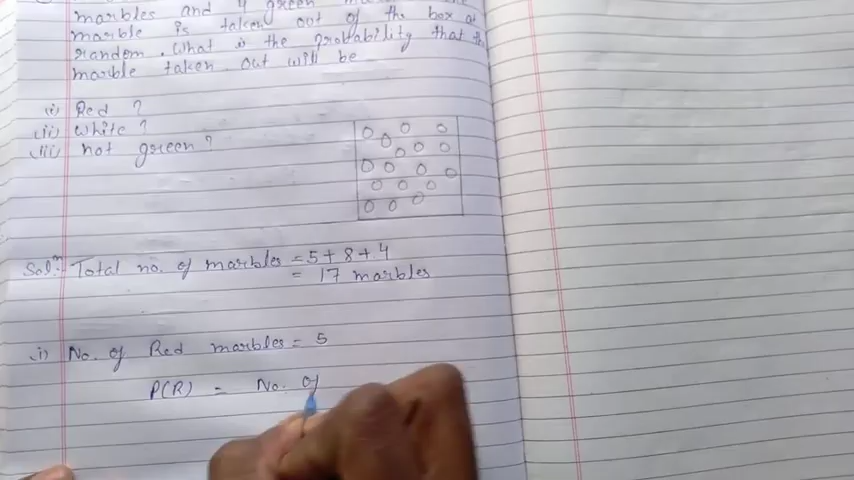 marbles and 4 green
marble is taken out of the box at
random. What is the probability that the
marble taken out will be
(i) Red ?
(ii) White ?
(iii) not green ?
Solⁿ:- Total no. of marbles = 5 + 8 + 4
= 17 marbles
i) No. of Red marbles = 5
P(R) = No. of